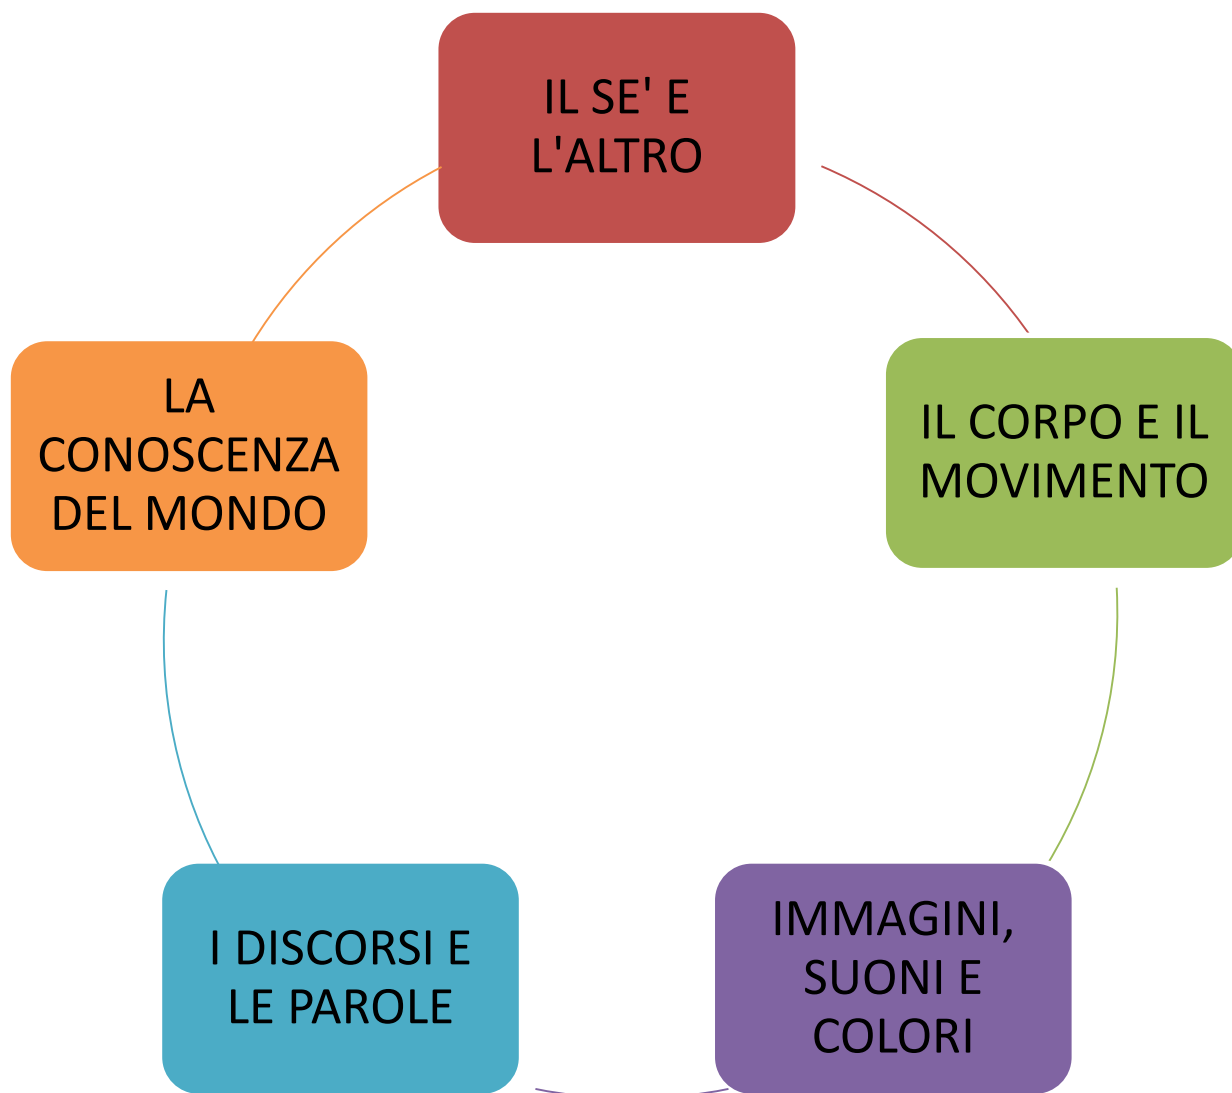 IL SE' E
L'ALTRO
IL CORPO E IL
MOVIMENTO
IMMAGINI,
SUONI E
COLORI
I DISCORSI E
LE PAROLE
LA
CONOSCENZA
DEL MONDO